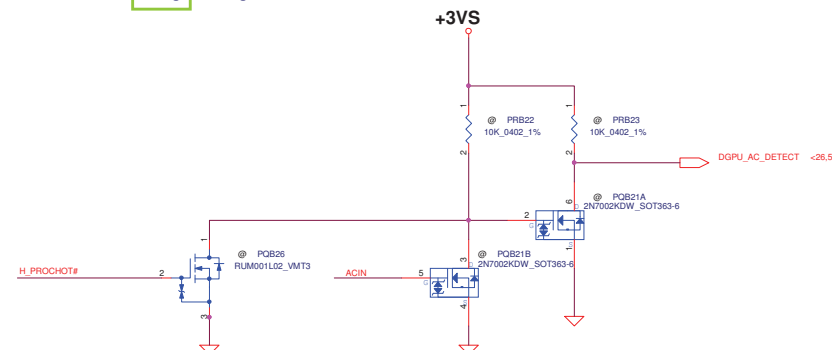 +3VS
1
1
@ PRB22
10K_0402_1%
@ PRB23
10K_0402_1%
2
2
DGPU_AC_DETECT <26,5
@ PQB21A
2N7002KDW_SOT363-6
6
D
2
G
S
1
1
@ PQB26
RUM001L02_VMT3
H_PROCHOT#
2
3
@ PQB21B
2N7002KDW_SOT363-6
3
D
ACIN
5
G
S
4